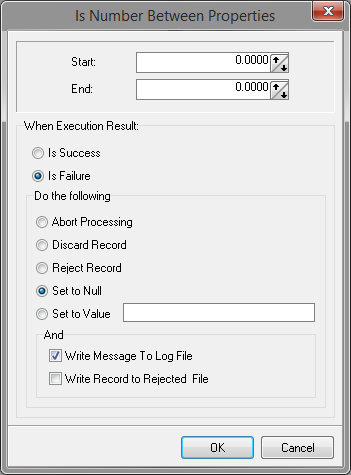 Is Number Between Properties
Start: 0.0000
End: 0.0000
When Execution Result:
Is Success
Is Failure
Do the following
Abort Processing
Discard Record
Reject Record
Set to Null
Set to Value
And
Write Message To Log File
Write Record to Rejected File
OK Cancel